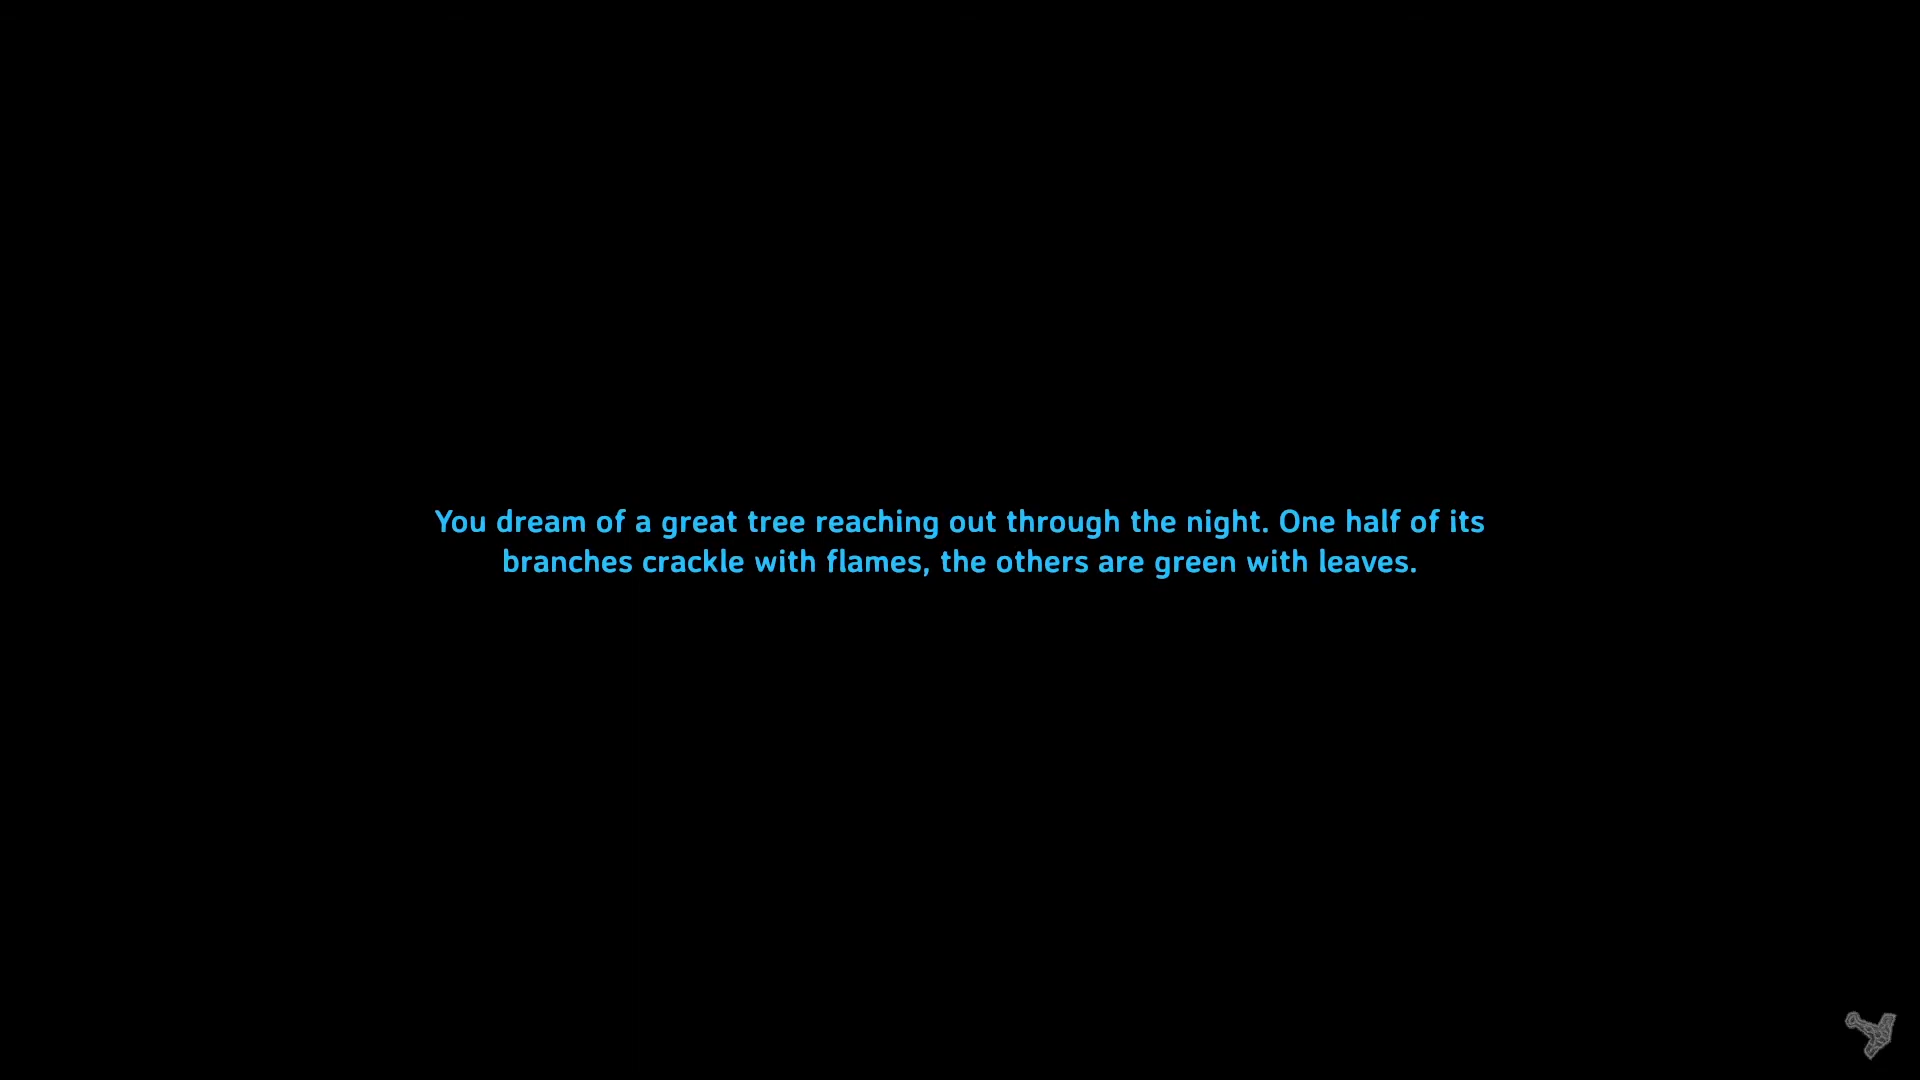 You dream of a great tree reaching out through the night. One half of its
branches crackle with flames, the others are green with leaves.